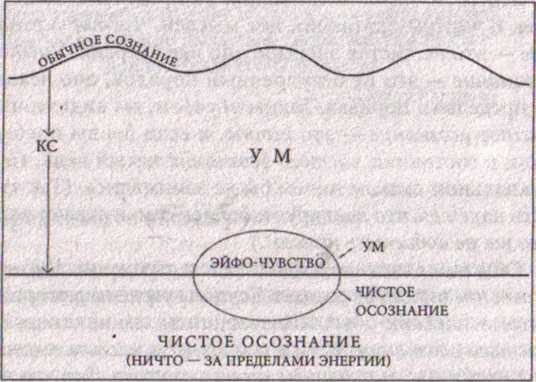 ОБЫЧНОЕ СОЗНАНИЕ
КС
У М
УМ
ЭЙФО-ЧУВСТВО
ЧИСТОЕ
ОСОЗНАНИЕ
ЧИСТОЕ ОСОЗНАНИЕ
(НИЧТО — ЗА ПРЕДЕЛАМИ ЭНЕРГИИ)